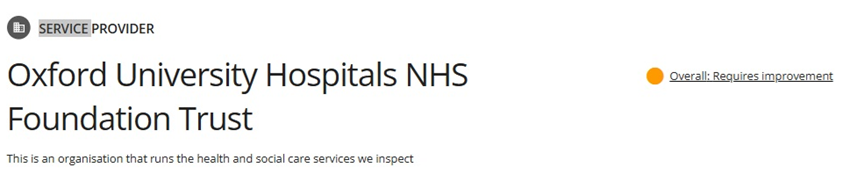 SERVICE PROVIDER
Oxford University Hospitals NHS
Foundation Trust
Overall: Requires improvement
This is an organisation that runs the health and social care services we inspect